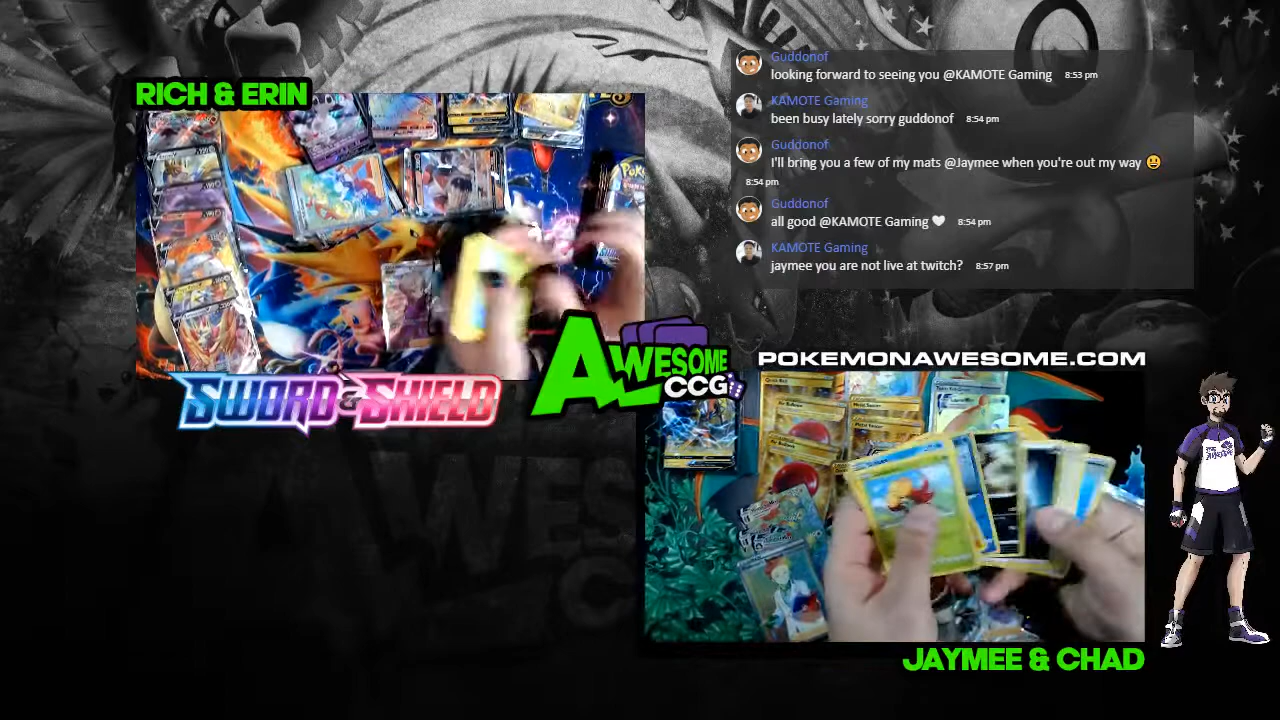 RICH & ERIN
Guddonof
looking forward to seeing you @KAMOTE Gaming 8:53 pm
KAMOTE Gaming
been busy lately sorry guddonof 8:54 pm
Guddonof
I'll bring you a few of my mats @Jaymee when you're out my way 😃
8:54 pm
Guddonof
all good @KAMOTE Gaming 🤍 8:54 pm
KAMOTE Gaming
jaymee you are not live at twitch? 8:57 pm
SWORD & SHIELD
AWESOME
CCG
POKEMONAWESOME.COM
JAYMEE & CHAD